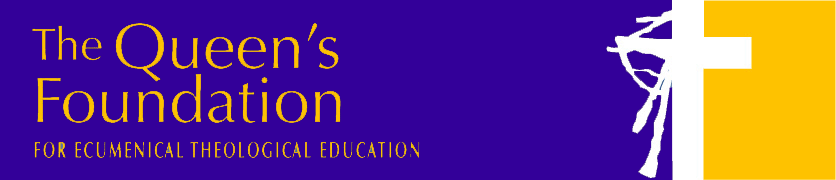 The Queen's
Foundation
FOR ECUMENICAL THEOLOGICAL EDUCATION